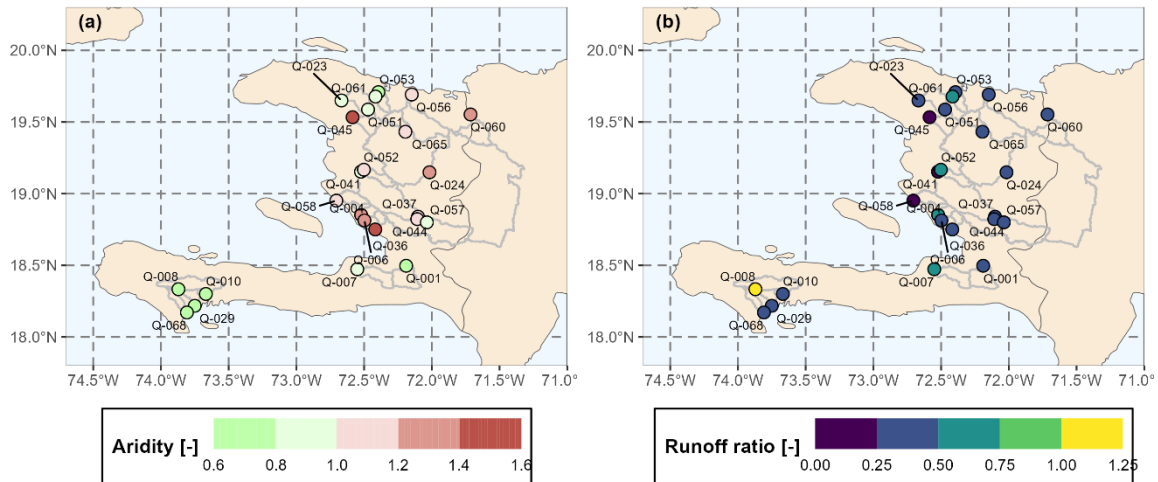 (a)
20.0°N
19.5°N
19.0°N
18.5°N
18.0°N
Q-023
Q-053
Q-061
Q-056
Q-045
Q-051
Q-060
Q-065
Q-052
Q-041
Q-024
Q-058
Q-004
Q-037
Q-057
Q-044
Q-036
Q-006
Q-007
Q-001
Q-008
Q-010
Q-068
Q-029
74.5°W 74.0°W 73.5°W 73.0°W 72.5°W 72.0°W 71.5°W 71.0°
Aridity [-]
0.6 0.8 1.0 1.2 1.4 1.6
(b)
20.0°N
19.5°N
19.0°N
18.5°N
18.0°N
Q-023
Q-053
Q-061
Q-056
Q-045
Q-051
Q-060
Q-065
Q-052
Q-041
Q-024
Q-058
Q-004
Q-037
Q-057
Q-044
Q-036
Q-006
Q-007
Q-001
Q-008
Q-010
Q-068
Q-029
74.5°W 74.0°W 73.5°W 73.0°W 72.5°W 72.0°W 71.5°W 71.0°
Runoff ratio [-]
0.00 0.25 0.50 0.75 1.00 1.25